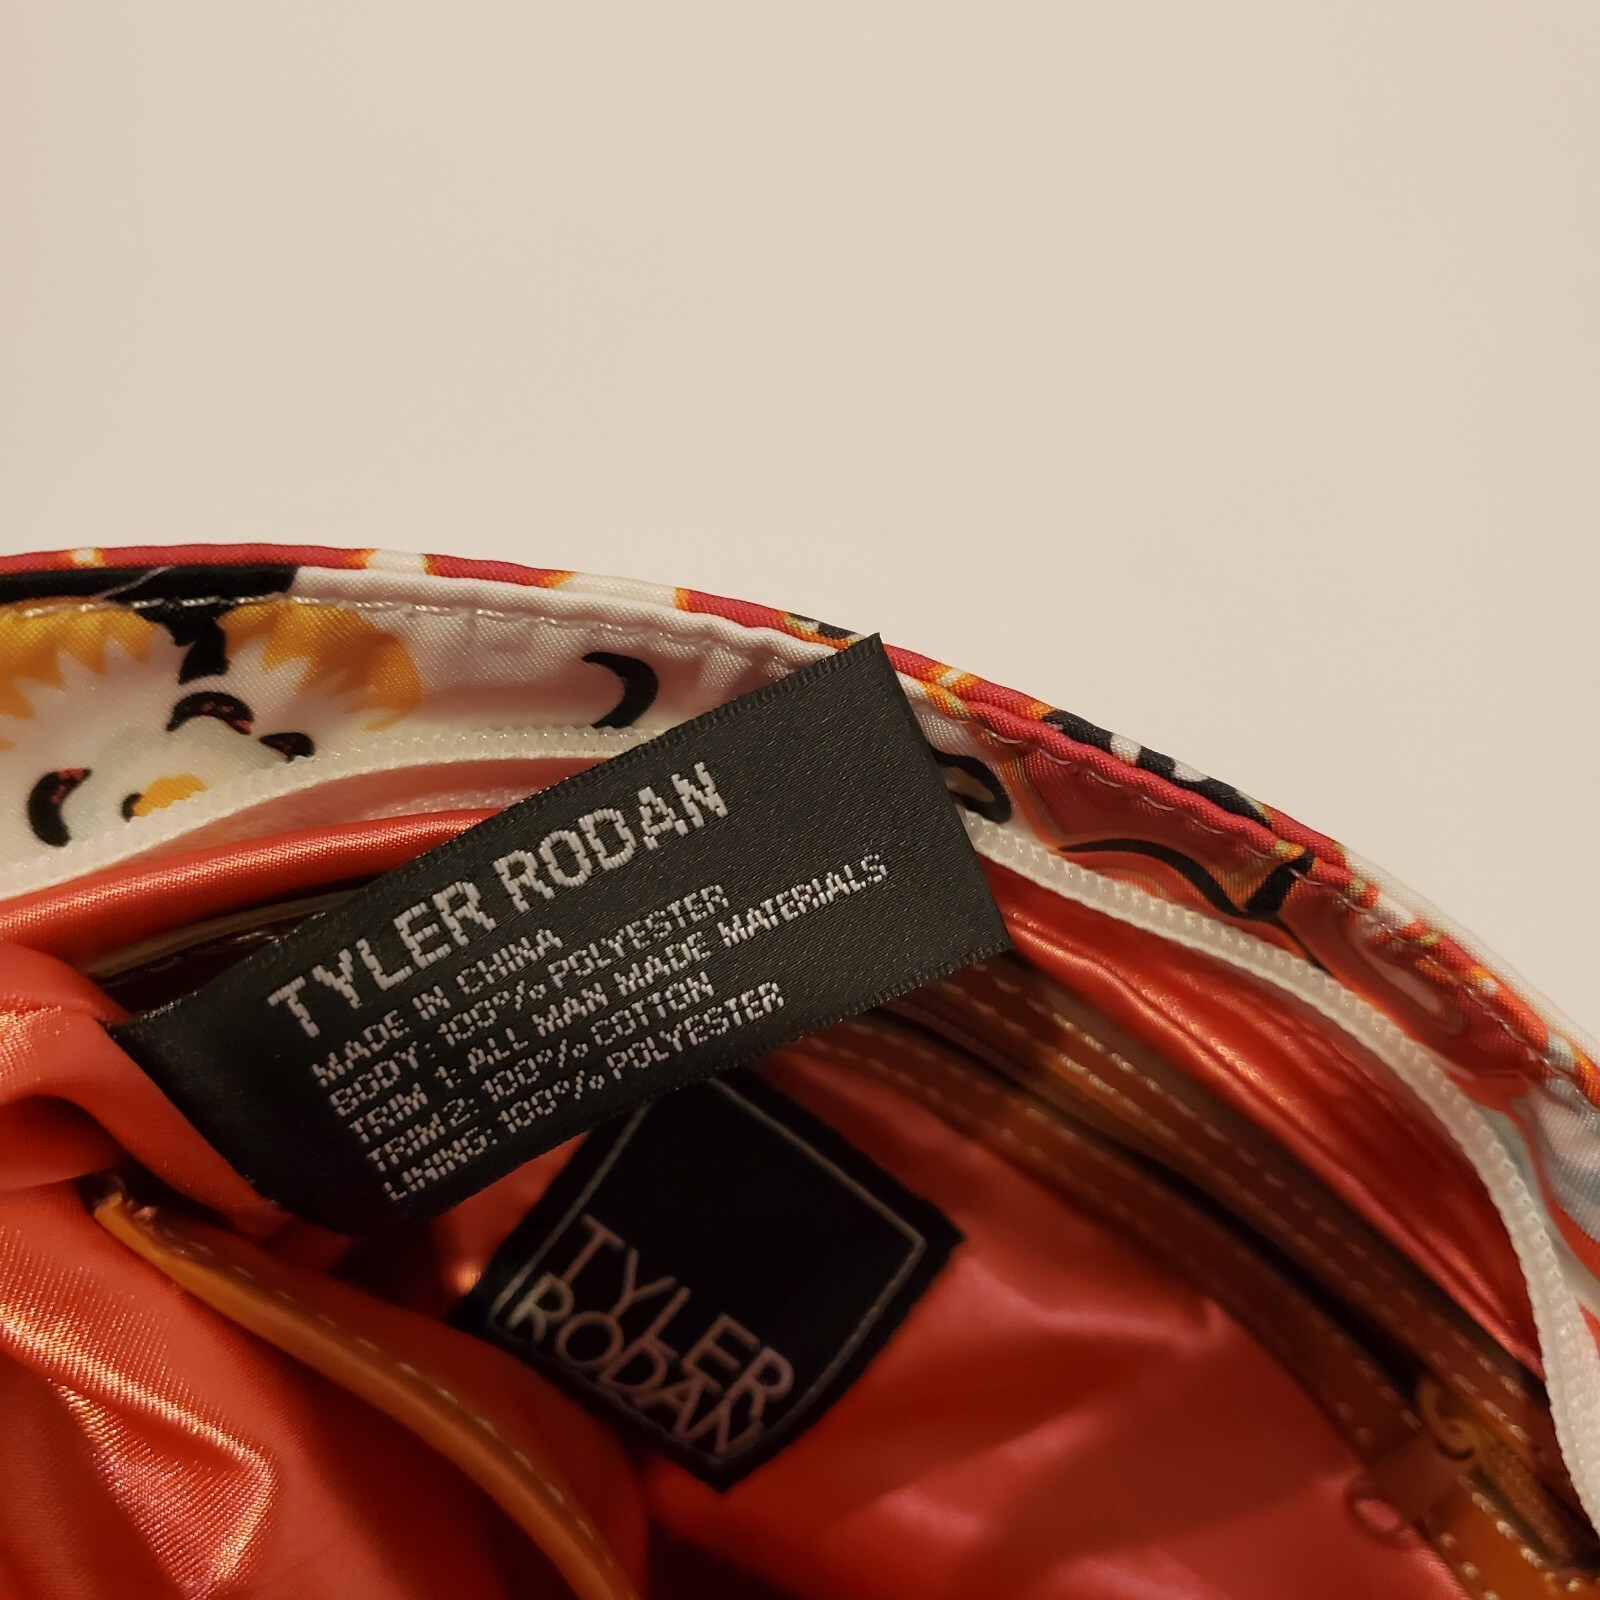 TYLER RODAN
MADE IN CHINA
BODY: 100% POLYESTER
TRIM 1: ALL MAN MADE MATERIALS
TRIM 2: 100% COTTON
LINING: 100% POLYESTER
TYLER
RODAN